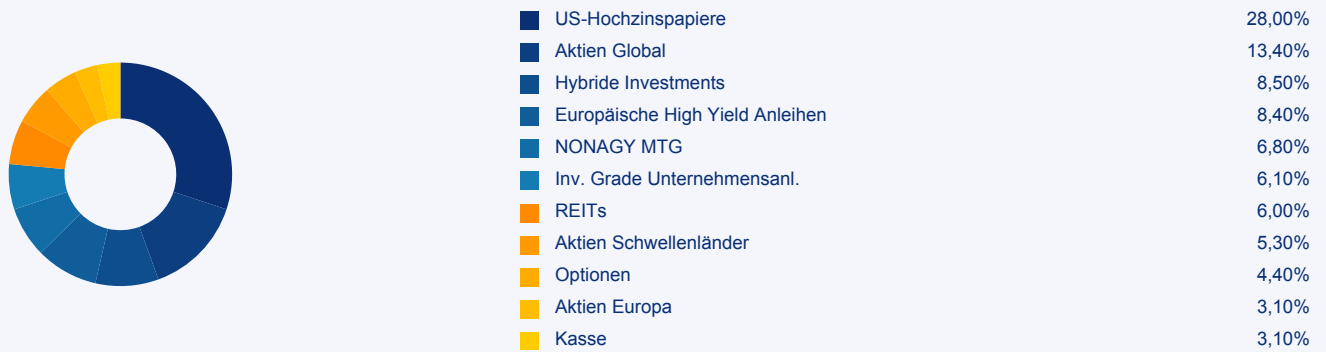 US-Hochzinspapiere 28,00%
Aktien Global 13,40%
Hybride Investments 8,50%
Europäische High Yield Anleihen 8,40%
NONAGY MTG 6,80%
Inv. Grade Unternehmensanl. 6,10%
REITs 6,00%
Aktien Schwellenländer 5,30%
Optionen 4,40%
Aktien Europa 3,10%
Kasse 3,10%